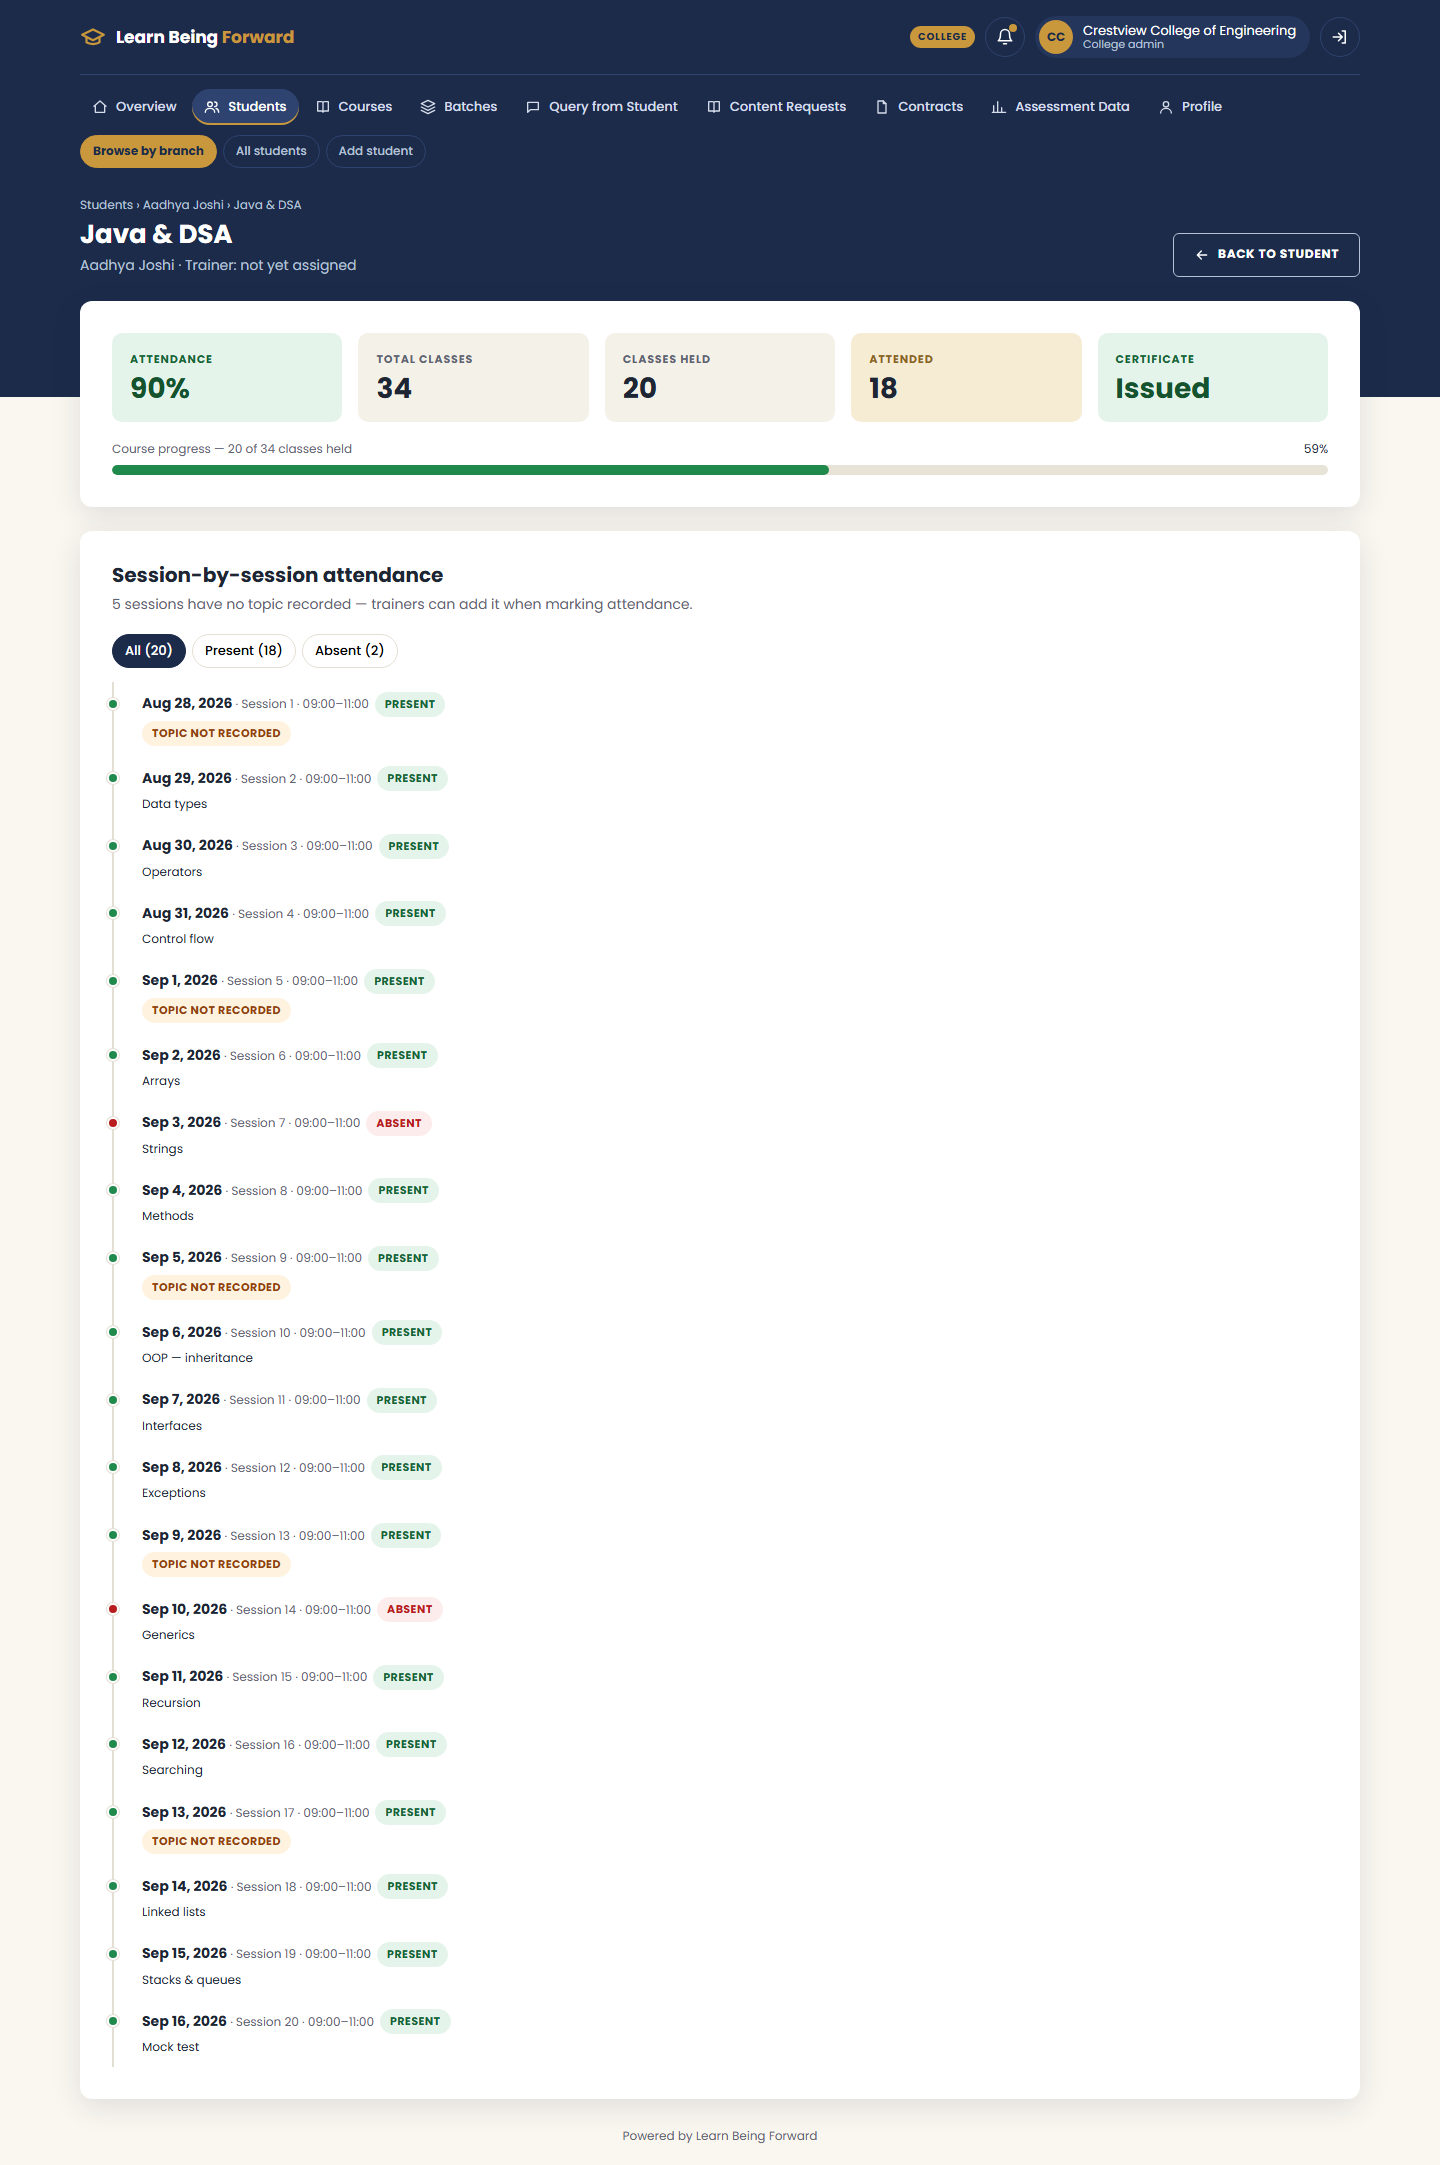 Learn Being Forward
COLLEGE
CC
Crestview College of Engineering
College admin
Overview
Students
Courses
Batches
Query from Student
Content Requests
Contracts
Assessment Data
Profile
Browse by branch
All students
Add student
Students › Aadhya Joshi › Java & DSA
Java & DSA
Aadhya Joshi · Trainer: not yet assigned
← BACK TO STUDENT
ATTENDANCE
90%
TOTAL CLASSES
34
CLASSES HELD
20
ATTENDED
18
CERTIFICATE
Issued
Course progress — 20 of 34 classes held
59%
Session-by-session attendance
5 sessions have no topic recorded — trainers can add it when marking attendance.
All (20)
Present (18)
Absent (2)
Aug 28, 2026 · Session 1 · 09:00–11:00 PRESENT
TOPIC NOT RECORDED
Aug 29, 2026 · Session 2 · 09:00–11:00 PRESENT
Data types
Aug 30, 2026 · Session 3 · 09:00–11:00 PRESENT
Operators
Aug 31, 2026 · Session 4 · 09:00–11:00 PRESENT
Control flow
Sep 1, 2026 · Session 5 · 09:00–11:00 PRESENT
TOPIC NOT RECORDED
Sep 2, 2026 · Session 6 · 09:00–11:00 PRESENT
Arrays
Sep 3, 2026 · Session 7 · 09:00–11:00 ABSENT
Strings
Sep 4, 2026 · Session 8 · 09:00–11:00 PRESENT
Methods
Sep 5, 2026 · Session 9 · 09:00–11:00 PRESENT
TOPIC NOT RECORDED
Sep 6, 2026 · Session 10 · 09:00–11:00 PRESENT
OOP — inheritance
Sep 7, 2026 · Session 11 · 09:00–11:00 PRESENT
Interfaces
Sep 8, 2026 · Session 12 · 09:00–11:00 PRESENT
Exceptions
Sep 9, 2026 · Session 13 · 09:00–11:00 PRESENT
TOPIC NOT RECORDED
Sep 10, 2026 · Session 14 · 09:00–11:00 ABSENT
Generics
Sep 11, 2026 · Session 15 · 09:00–11:00 PRESENT
Recursion
Sep 12, 2026 · Session 16 · 09:00–11:00 PRESENT
Searching
Sep 13, 2026 · Session 17 · 09:00–11:00 PRESENT
TOPIC NOT RECORDED
Sep 14, 2026 · Session 18 · 09:00–11:00 PRESENT
Linked lists
Sep 15, 2026 · Session 19 · 09:00–11:00 PRESENT
Stacks & queues
Sep 16, 2026 · Session 20 · 09:00–11:00 PRESENT
Mock test
Powered by Learn Being Forward